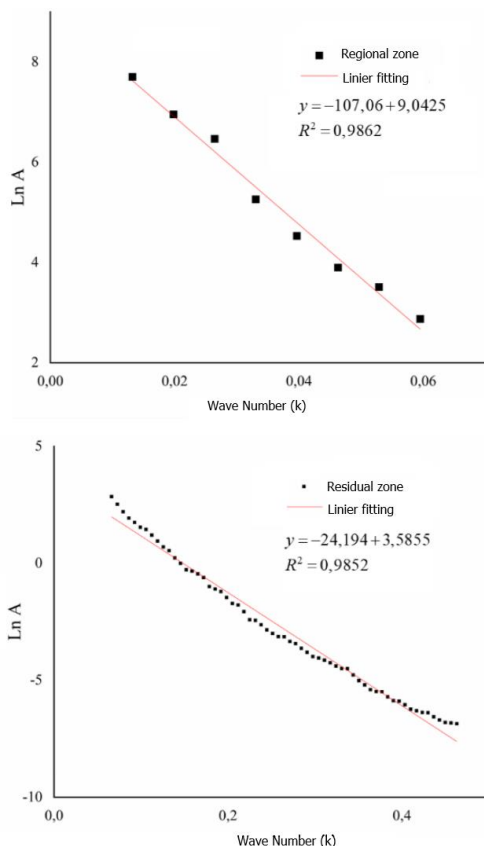 8
6
4
2
Ln A
Regional zone
Linier fitting
y = −107,06 + 9,0425
R² = 0,9862
0,00 0,02 0,04 0,06
Wave Number (k)
5
0
-5
-10
Ln A
Residual zone
Linier fitting
y = −24,194 + 3,5855
R² = 0,9852
0,0 0,2 0,4
Wave Number (k)